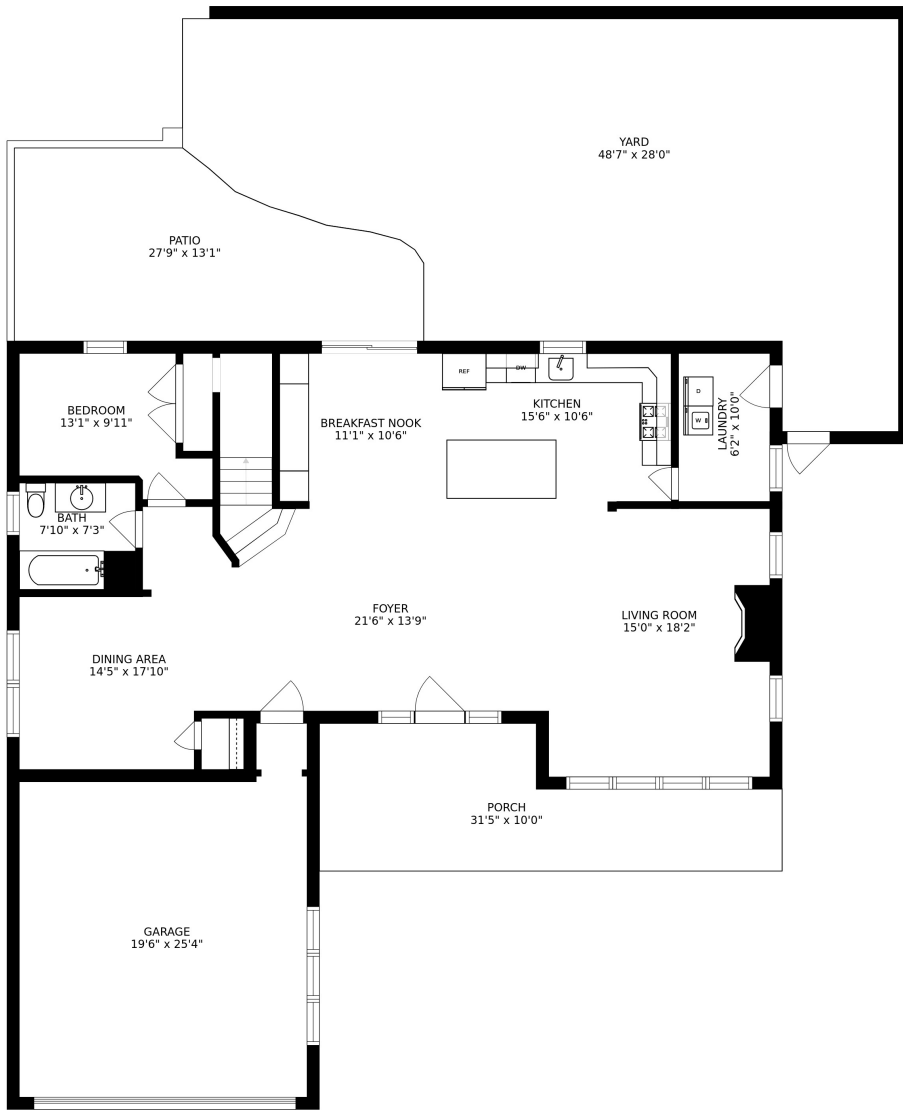 YARD
48'7" x 28'0"
PATIO
27'9" x 13'1"
BEDROOM
13'1" x 9'11"
BREAKFAST NOOK
11'1" x 10'6"
REF
DW
KITCHEN
15'6" x 10'6"
D
W
LAUNDRY
6'2" x 10'0"
BATH
7'10" x 7'3"
FOYER
21'6" x 13'9"
LIVING ROOM
15'0" x 18'2"
DINING AREA
14'5" x 17'10"
PORCH
31'5" x 10'0"
GARAGE
19'6" x 25'4"